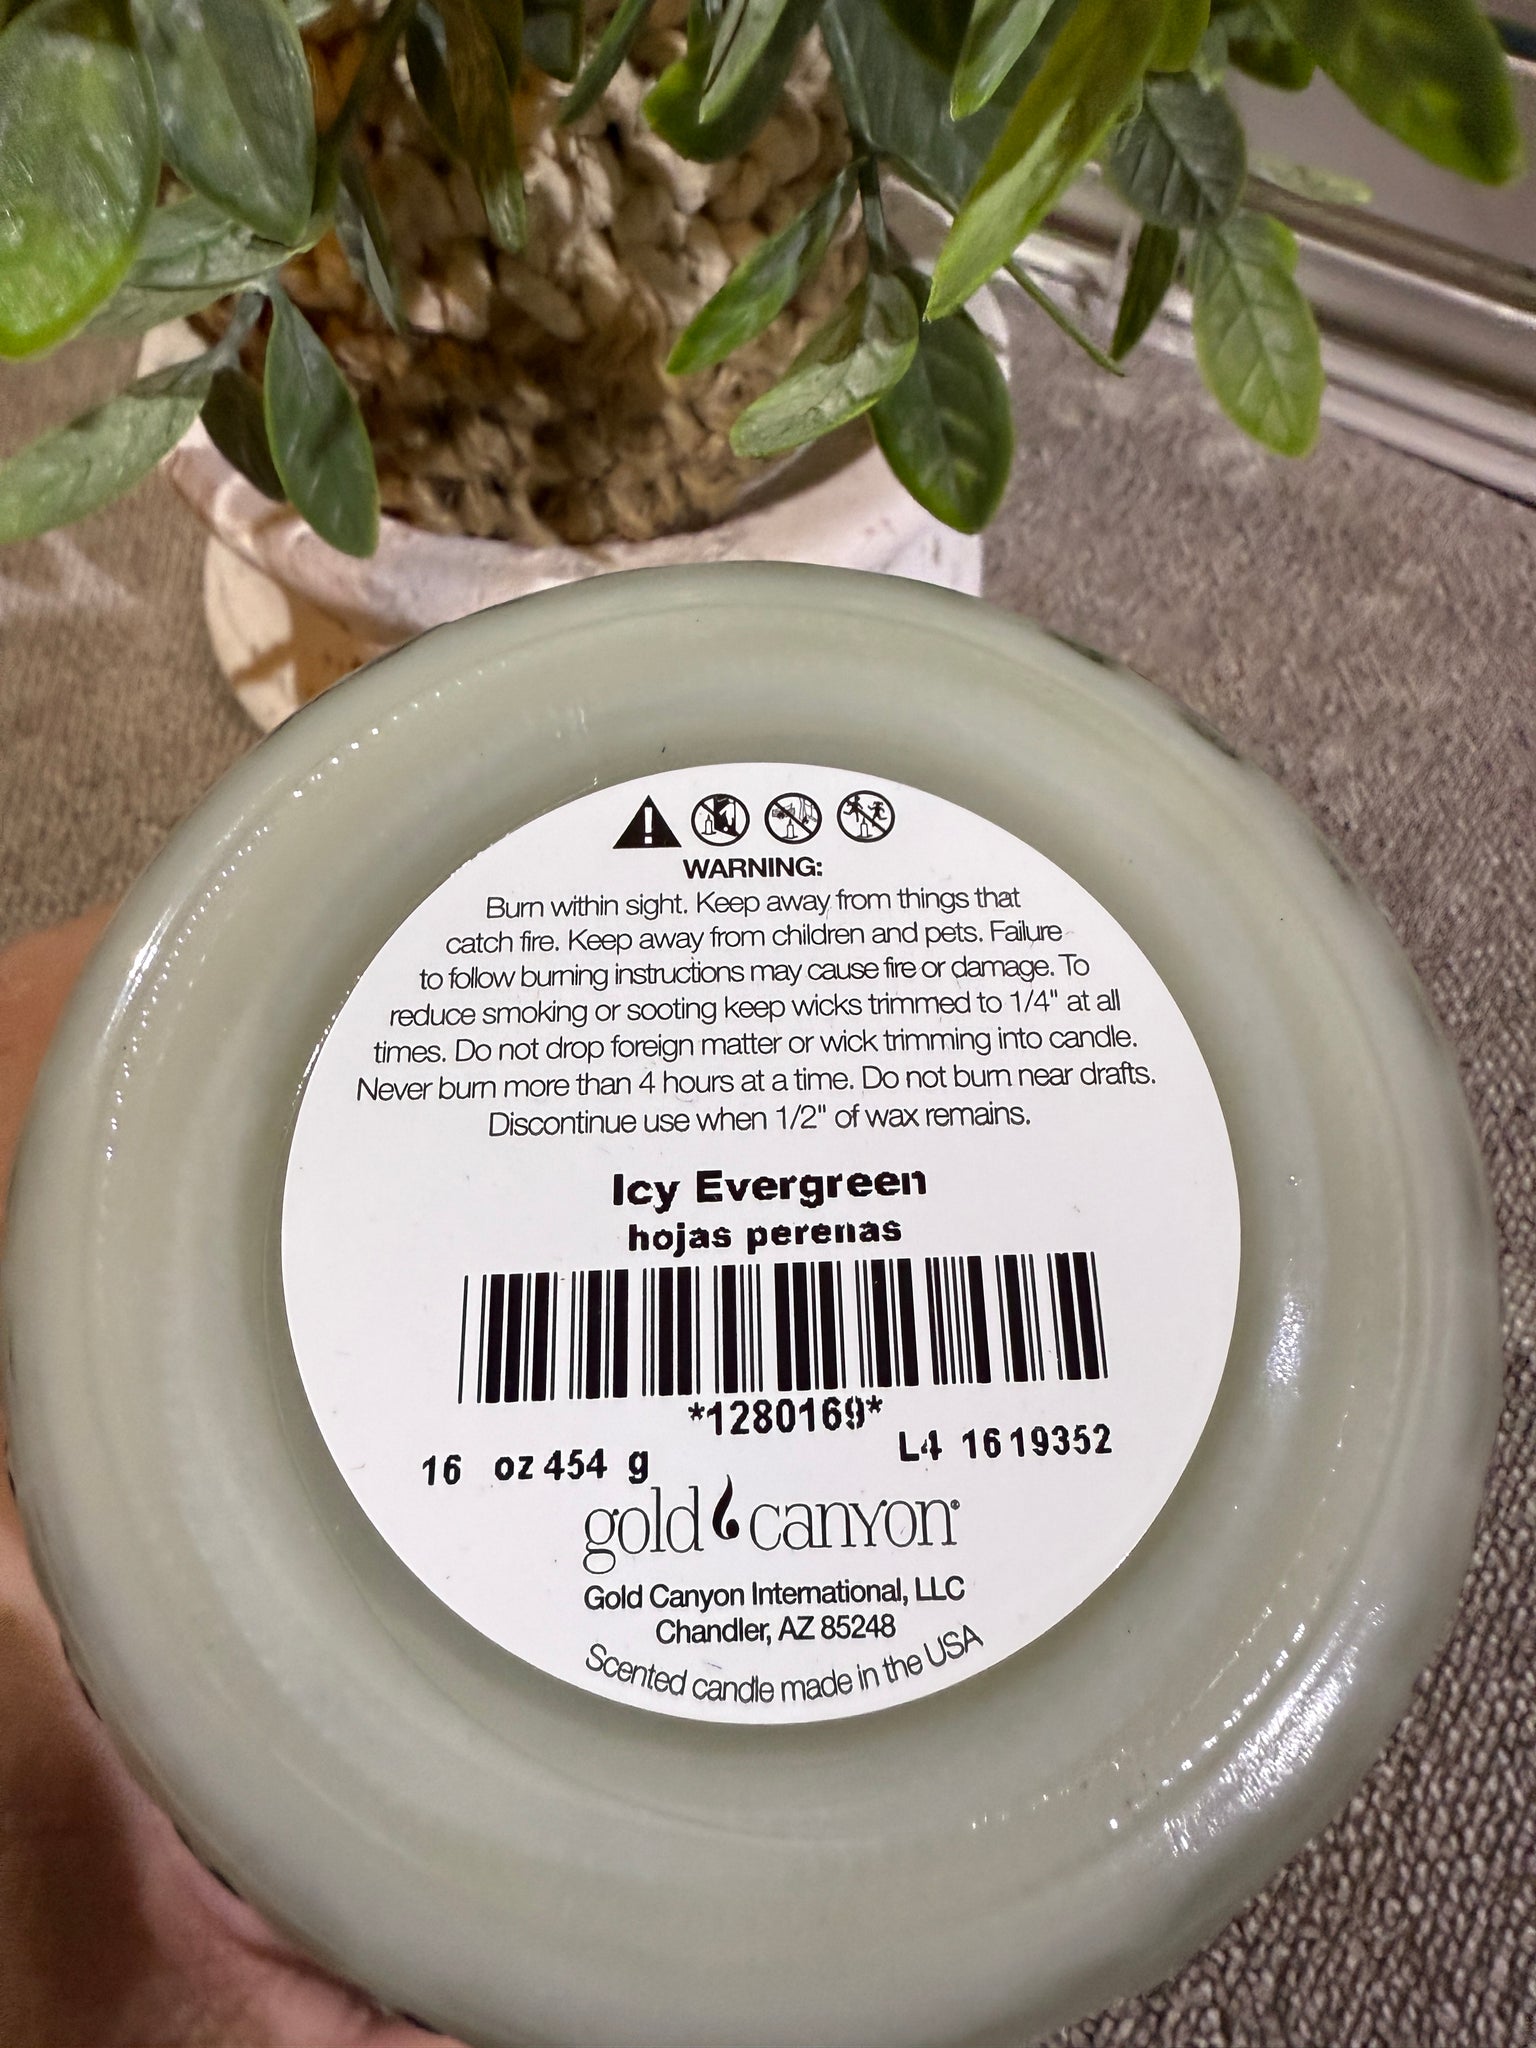 WARNING:
Burn within sight. Keep away from things that
catch fire. Keep away from children and pets. Failure
to follow burning instructions may cause fire or damage. To
reduce smoking or sooting keep wicks trimmed to 1/4" at all
times. Do not drop foreign matter or wick trimming into candle.
Never burn more than 4 hours at a time. Do not burn near drafts.
Discontinue use when 1/2" of wax remains.
Icy Evergreen
hojas perenas
*1280169*
16 oz 454 g
L4 1619352
gold canyon®
Gold Canyon International, LLC
Chandler, AZ 85248
Scented candle made in the USA